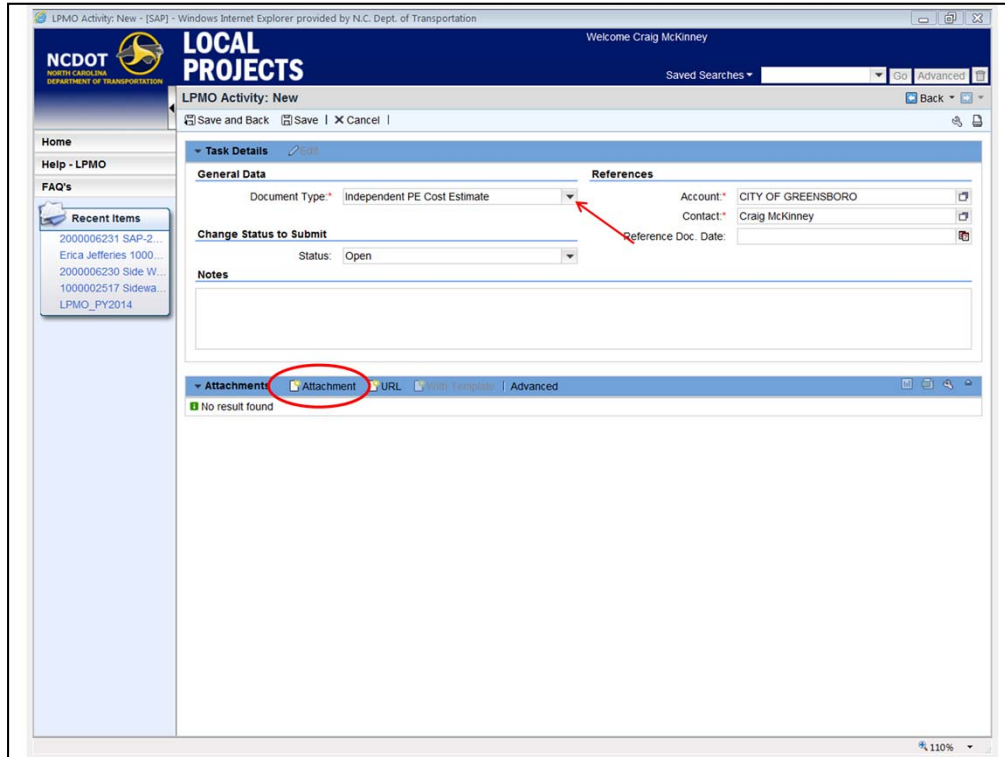 LPMO Activity: New - [SAP] - Windows Internet Explorer provided by N.C. Dept. of Transportation
NCDOT
NORTH CAROLINA
DEPARTMENT OF TRANSPORTATION
LOCAL
PROJECTS
Welcome Craig McKinney
Saved Searches Go Advanced
LPMO Activity: New Back
Save and Back Save | Cancel |
Home
Help - LPMO
FAQ's
Recent Items
2000006231 SAP-2...
Erica Jefferies 1000...
2000006230 Side W...
1000002517 Sidewa...
LPMO_PY2014
Task Details Edit
General Data References
Document Type:* Independent PE Cost Estimate Account:* CITY OF GREENSBORO
Contact:* Craig McKinney
Change Status to Submit Reference Doc. Date:
Status: Open
Notes
Attachments Attachment URL With Template | Advanced
No result found
110%